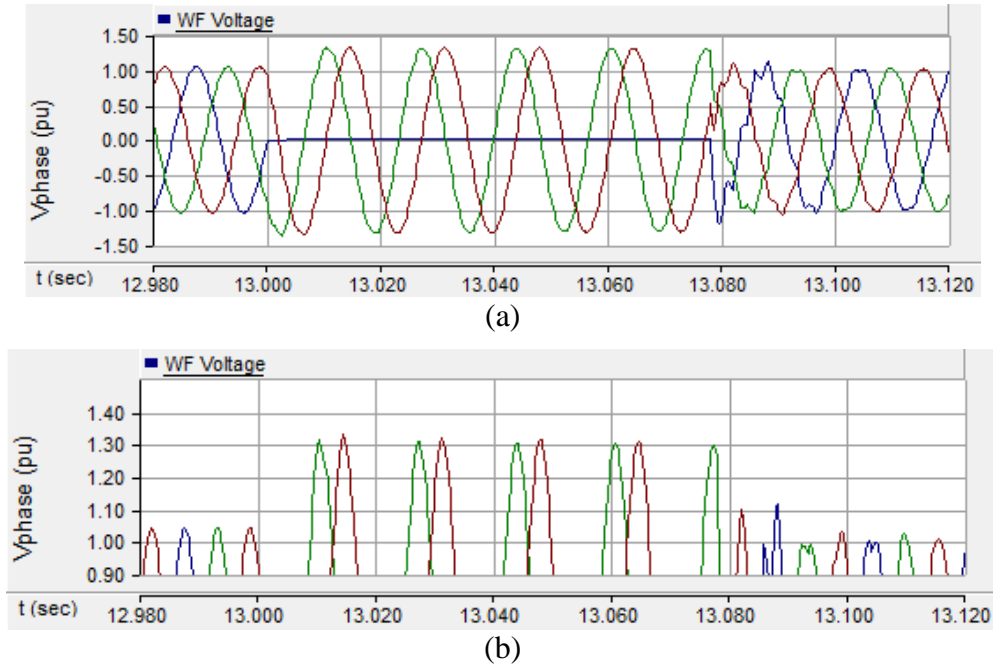 WF Voltage
Vphase (pu)
1.50
1.00
0.50
0.00
-0.50
-1.00
-1.50
t (sec) 12.980 13.000 13.020 13.040 13.060 13.080 13.100 13.120
(a)
WF Voltage
Vphase (pu)
1.40
1.30
1.20
1.10
1.00
0.90
t (sec) 12.980 13.000 13.020 13.040 13.060 13.080 13.100 13.120
(b)